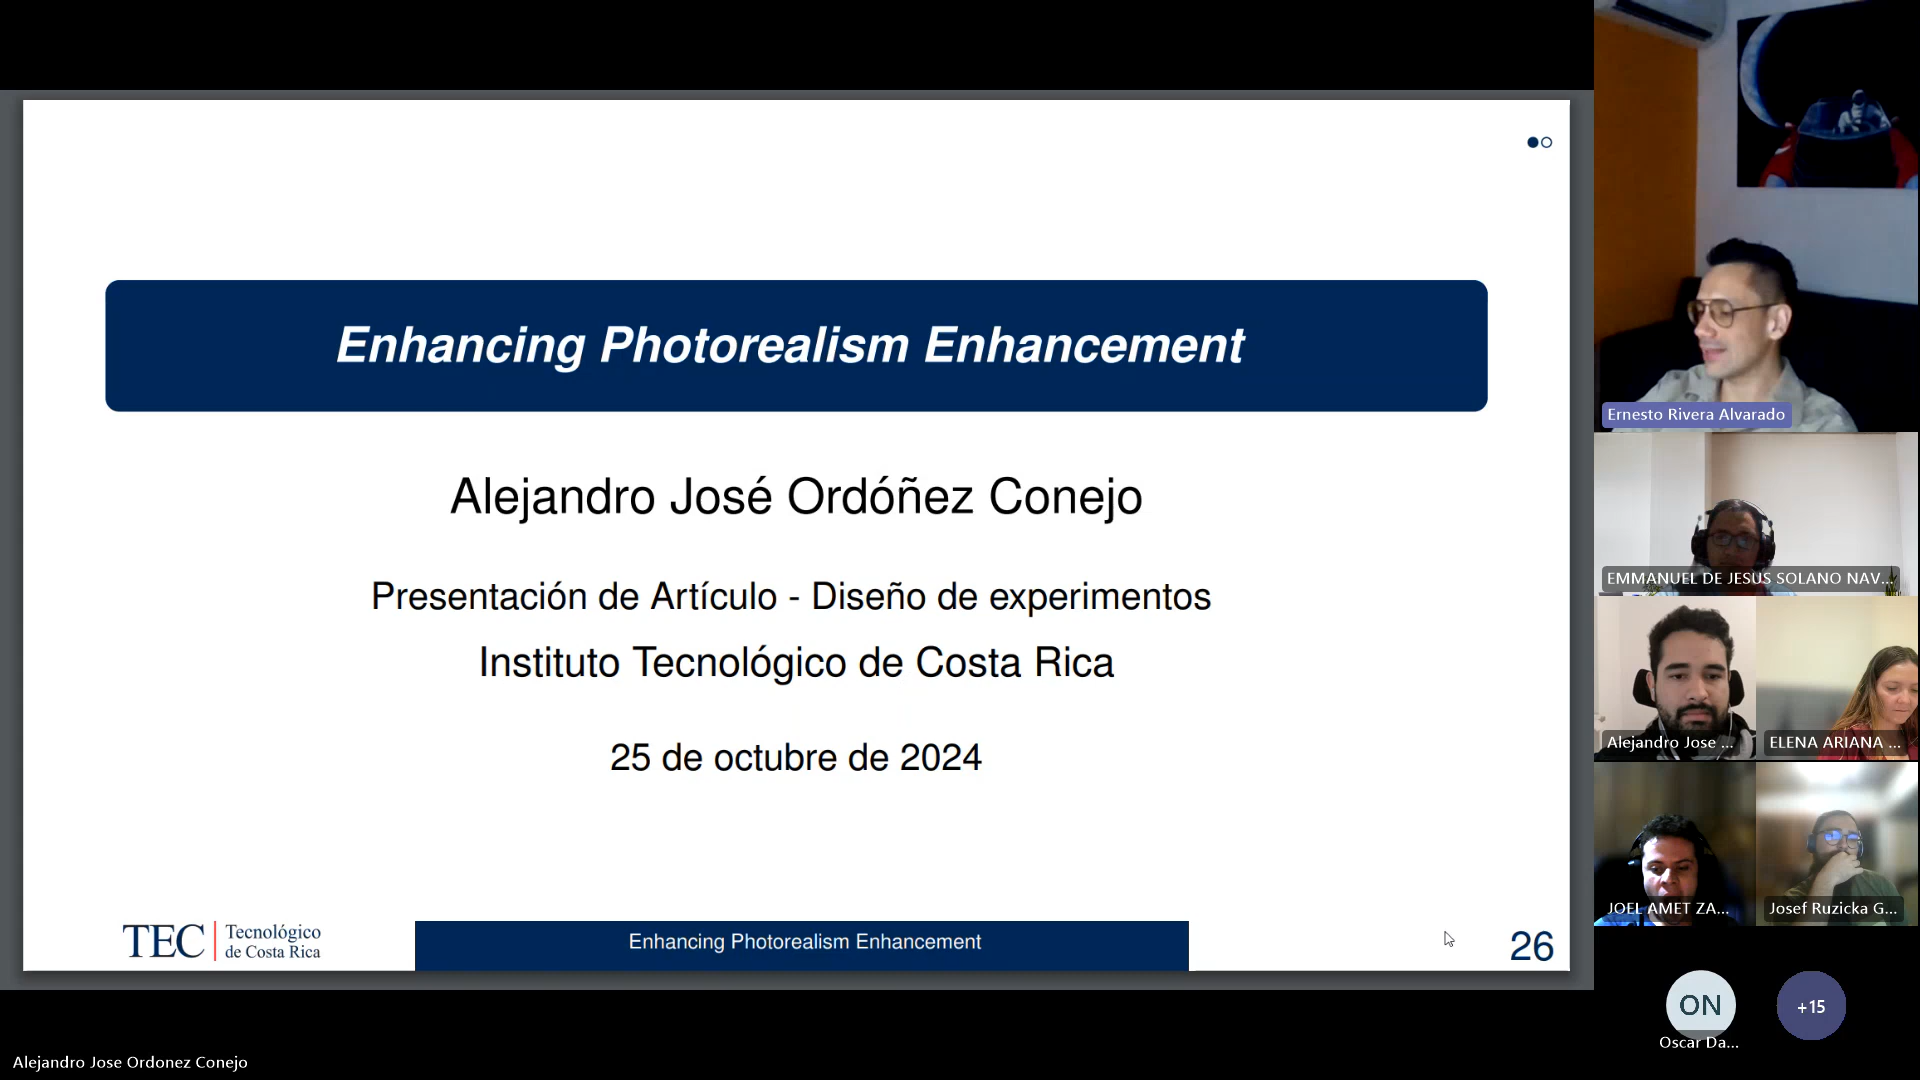 Enhancing Photorealism Enhancement
Alejandro José Ordóñez Conejo
Presentación de Artículo - Diseño de experimentos
Instituto Tecnológico de Costa Rica
25 de octubre de 2024
TEC Tecnológico
de Costa Rica
Enhancing Photorealism Enhancement
26
Alejandro Jose Ordonez Conejo
Ernesto Rivera Alvarado
EMMANUEL DE JESUS SOLANO NAV...
Alejandro Jose ...
ELENA ARIANA ...
JOEL AMET ZA...
Josef Ruzicka G...
ON
Oscar Da...
+15